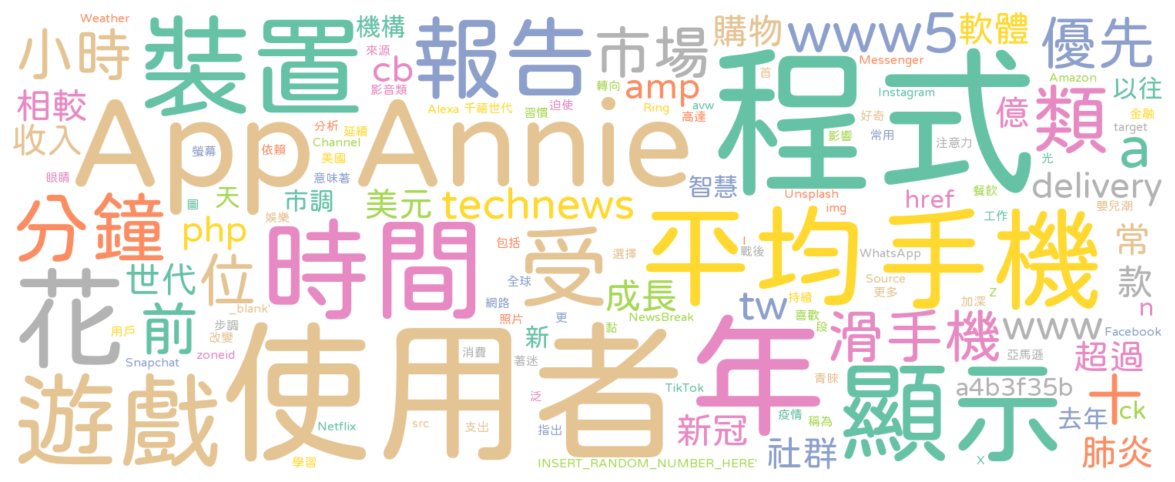 Weather
機構
小時
裝置
報告
市場
購物
www5
軟體
優先
來源
cb
影音類
轉向
amp
Messenger
首
Instagram
Amazon
以往
相較
收入
App Annie
Alexa
千禧世代
習慣
迫使
Ring
avw
高達
程式
好奇
影響
常用
億
類
金融
target
a
分析
延續
Channel
螢幕
依賴
美國
意味著
注意力
光
眼睛
天
圖
市調
美元
technews
智慧
Unsplash
img
href
餐飲
delivery
嬰兒潮
分鐘
php
娛樂
時間
包括
受
選擇
平均
手機
i
戰後
WhatsApp
工作
常
花
世代
位
_blank'
全球
網路
照片
更
成長
NewsBreak
黏
tw
持續
喜歡
段
Source
更多
加深
z
款
n
用戶
前
步調
改變
zoneid
Snapchat
新
著迷
消費
年
滑手機
www
Facebook
亞馬遜
超過
遊戲
使用者
Netflix
src
支出
學習
泛
指出
TikTok
INSERT_RANDOM_NUMBER_HERE'
新冠
青睞
疫情
稱為
社群
顯示
a4b3f35b
x
去年
十
ck
肺炎